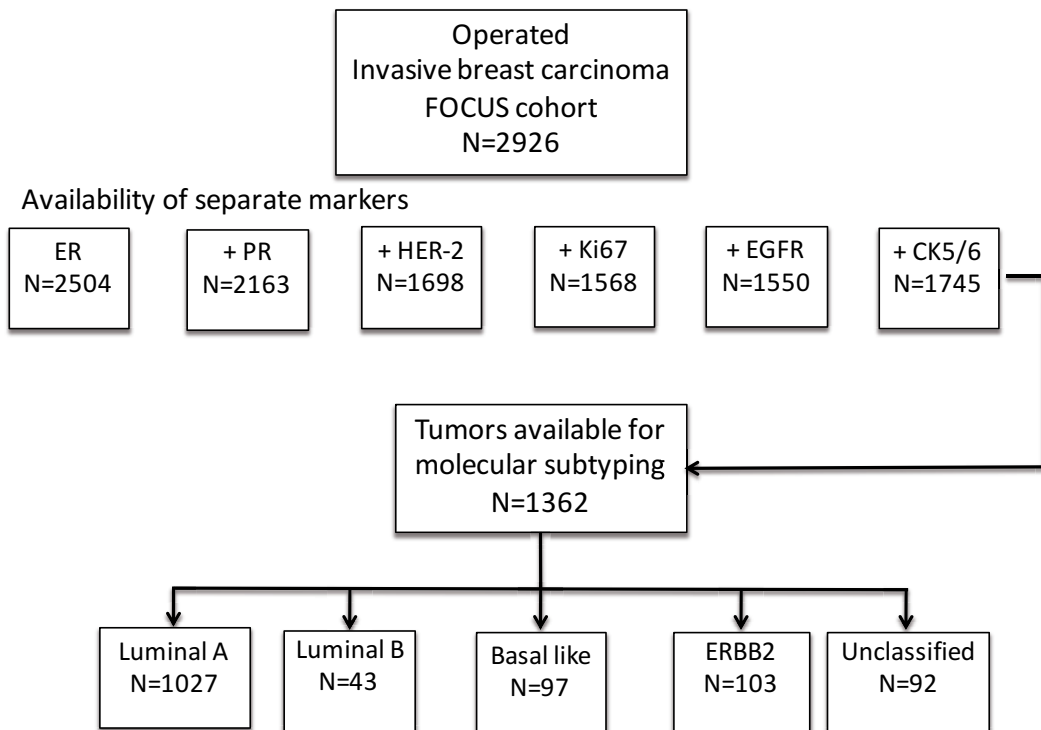 Operated
Invasive breast carcinoma
FOCUS cohort
N=2926
Availability of separate markers
ER
N=2504
+ PR
N=2163
+ HER-2
N=1698
+ Ki67
N=1568
+ EGFR
N=1550
+ CK5/6
N=1745
Tumors available for
molecular subtyping
N=1362
Luminal A
N=1027
Luminal B
N=43
Basal like
N=97
ERBB2
N=103
Unclassified
N=92